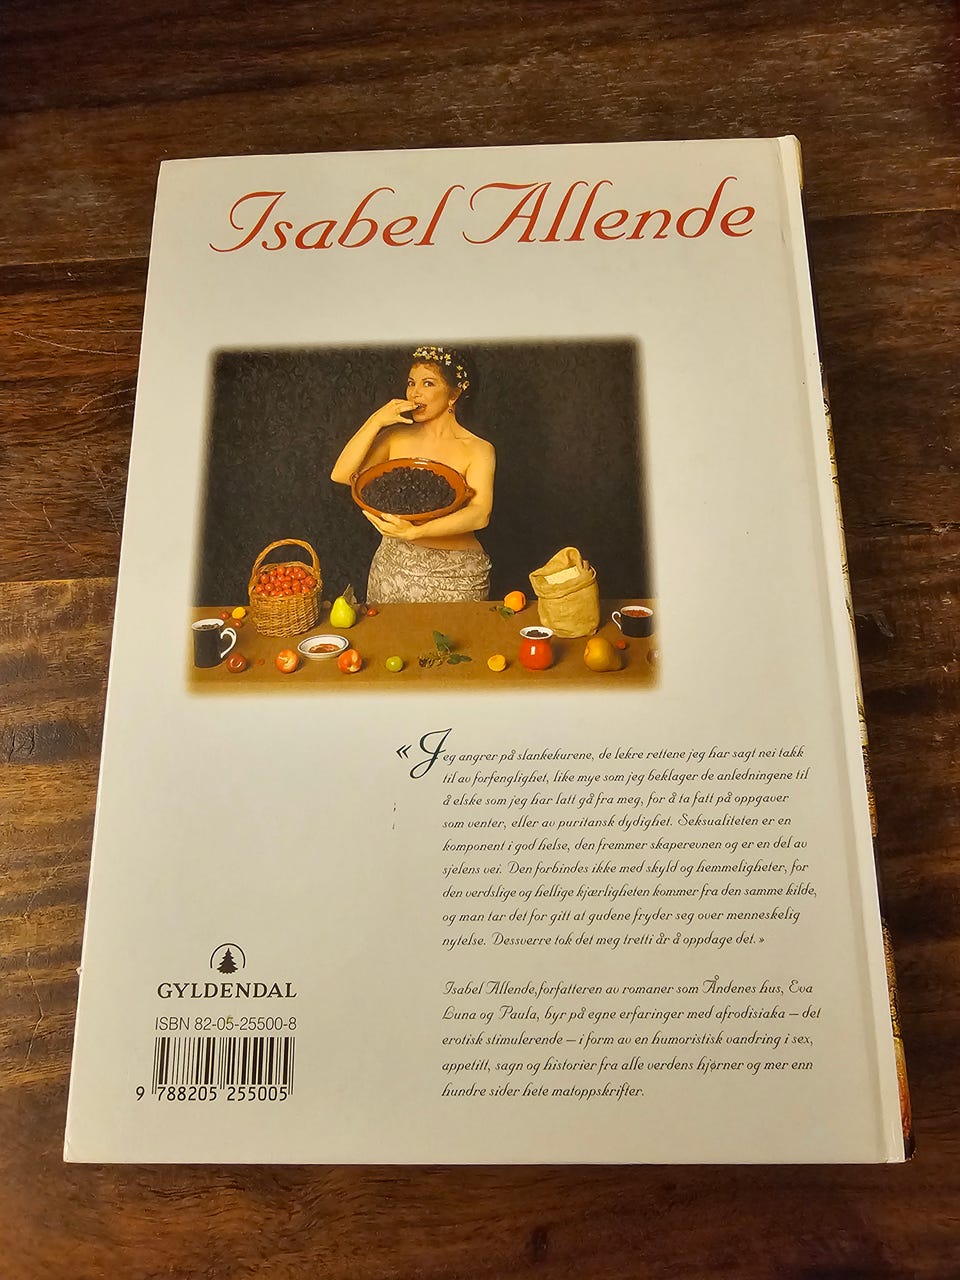 Isabel Allende
«Jeg angrer på slankekurene, de lekre rettene jeg har sagt nei takk
til av forfengelighet, like mye som jeg beklager de anledningene til
å elske som jeg har latt gå fra meg, for å ta fatt på oppgaver
som venter, eller av puritansk dydighet. Seksualiteten er en
komponent i god helse, den fremmer skaperevnen og er en del av
sjelens vei. Den forbindes ikke med skyld og hemmeligheter, for
den verdslige og hellige kjærligheten kommer fra den samme kilde,
og man tar det for gitt at gudene fryder seg over menneskelig
nytelse. Dessverre tok det meg tretti år å oppdage det.»
Isabel Allende,forfatteren av romaner som Åndenes hus, Eva
Luna og Paula, byr på egne erfaringer med afrodisiaka – det
erotisk stimulerende – i form av en humoristisk vandring i sex,
appetitt, sagn og historier fra alle verdens hjørner og mer enn
hundre sider hete matoppskrifter.
GYLDENDAL
ISBN 82-05-25500-8
9 788205 255005